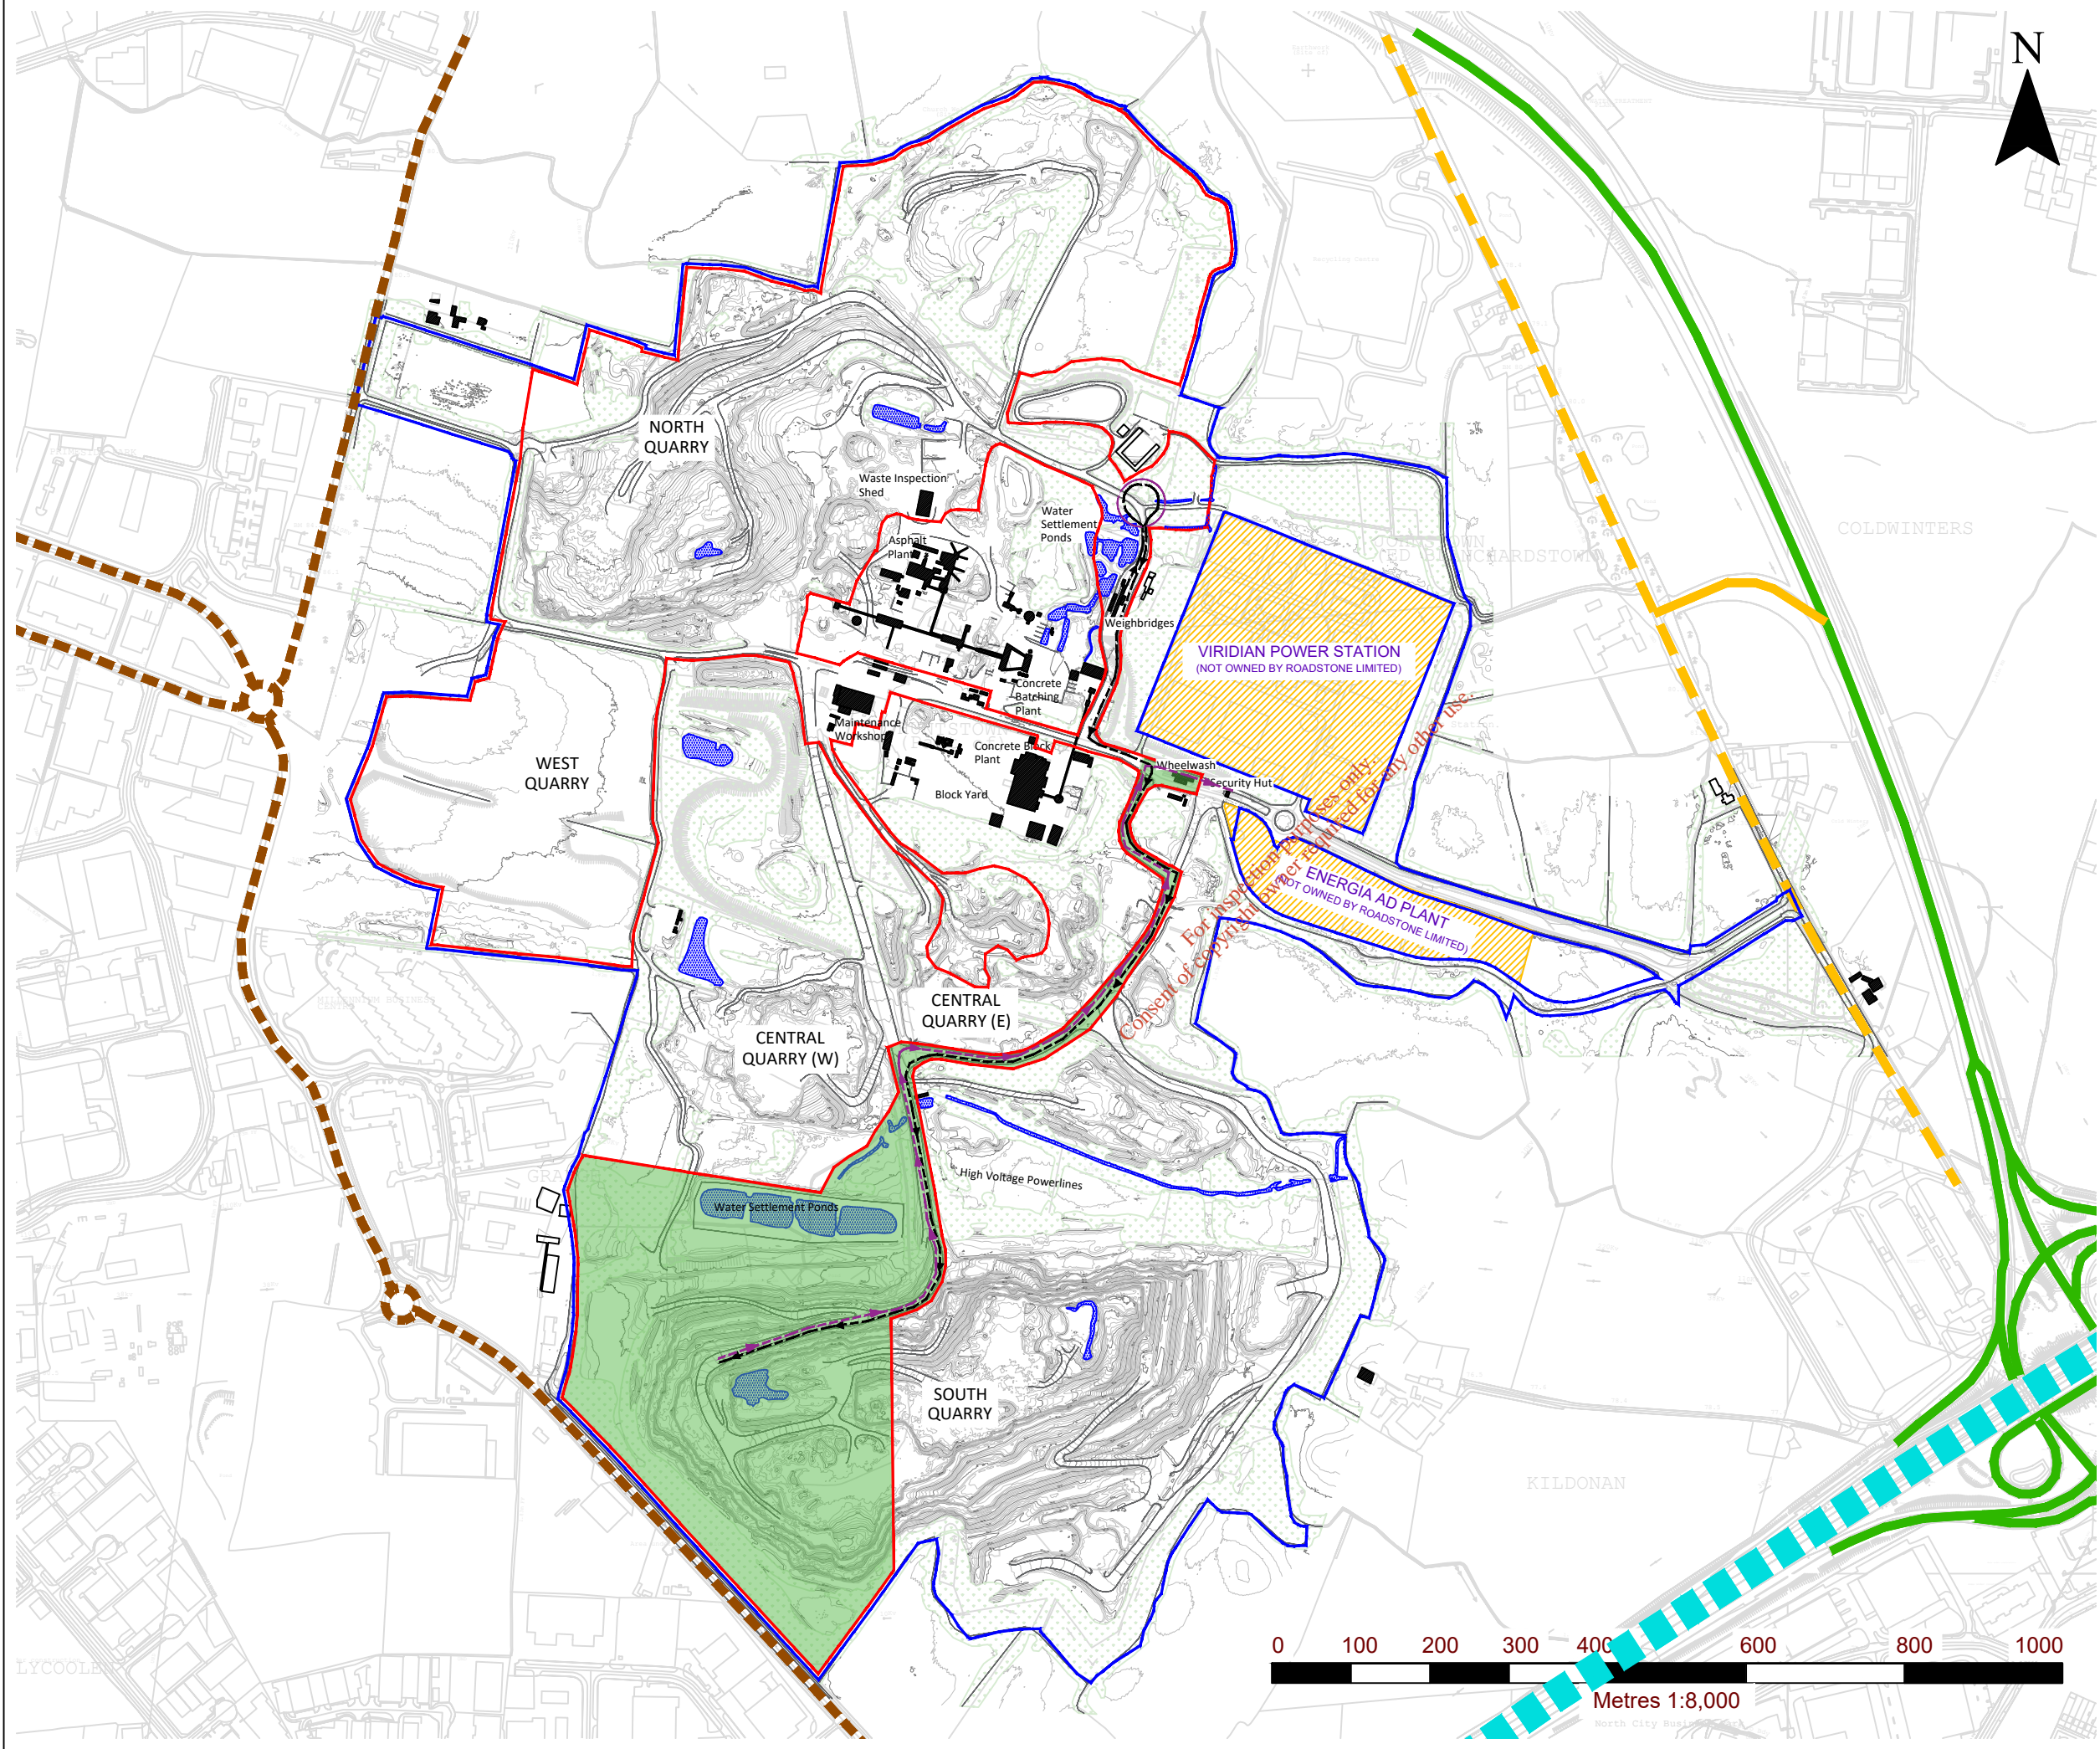 N
NORTH
QUARRY
Waste Inspection
Shed
Water
Settlement
Ponds
Asphalt
Plant
OLDWINTERS
Weighbridges
VIRIDIAN POWER STATION
(NOT OWNED BY ROADSTONE LIMITED)
Concrete
Batching
Plant
Maintenance
Workshop
Concrete Block
Plant
WEST
QUARRY
Wheelwash
Security Hut
Block Yard
For inspection purposes only.
Consent of copyright owner required for any other use.
ENERGIA AD PLANT
(NOT OWNED BY ROADSTONE LIMITED)
CENTRAL
QUARRY (E)
CENTRAL
QUARRY (W)
High Voltage Powerlines
Water Settlement Ponds
SOUTH
QUARRY
KILDONAN
0 100 200 300 400 600 800 1000
Metres 1:8,000